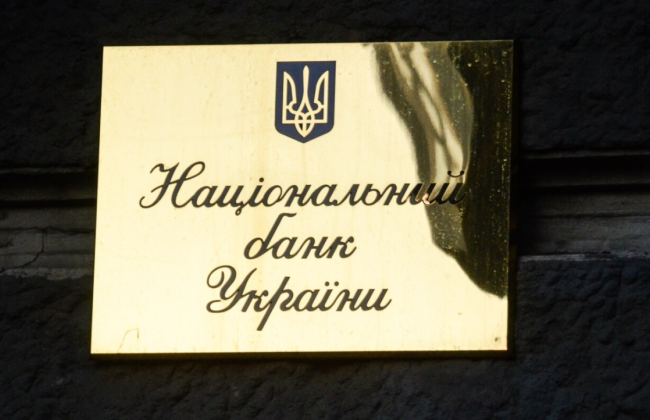 Національний
банк
України